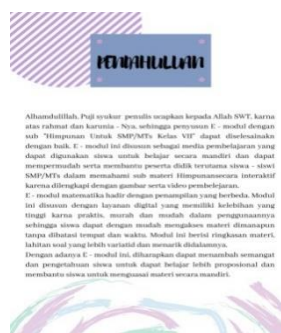 PENDAHULUAN
Alhamdulillah, Puji syukur penulis ucapkan kepada Allah SWT, karna
atas rahmat dan karunia - Nya, sehingga penyusun E - modul dengan
sub "Himpunan Untuk SMP/MTs Kelas VII" dapat diselesaikan
dengan baik. E - modul ini disusun sebagai media pembelajaran yang
dapat digunakan siswa untuk belajar secara mandiri dan dapat
mempermudah serta membantu peserta didik terutama siswa - siswi
SMP/MTs dalam memahami sub materi Himpunansecara interaktif
karena dilengkapi dengan gambar serta video pembelejaran.
E - modul matematika hadir dengan penampilan yang berbeda. Modul
ini disusun dengan layanan digital yang memiliki kelebihan yang
tinggi karna praktis, murah dan mudah dalam penggunaannya
sehingga siswa dapat dengan mudah mengakses materi dimanapun
tanpa dibatasi tempat dan waktu. Modul ini berisi ringkasan materi,
lahitan soal yang lebih variatid dan menarik didalamnya.
Dengan adanya E - modul ini, diharapkan dapat menambah semangat
dan pengetahuan siswa untuk dapat belajar lebih proposional dan
membantu siswa untuk menguasai materi secara mandiri.